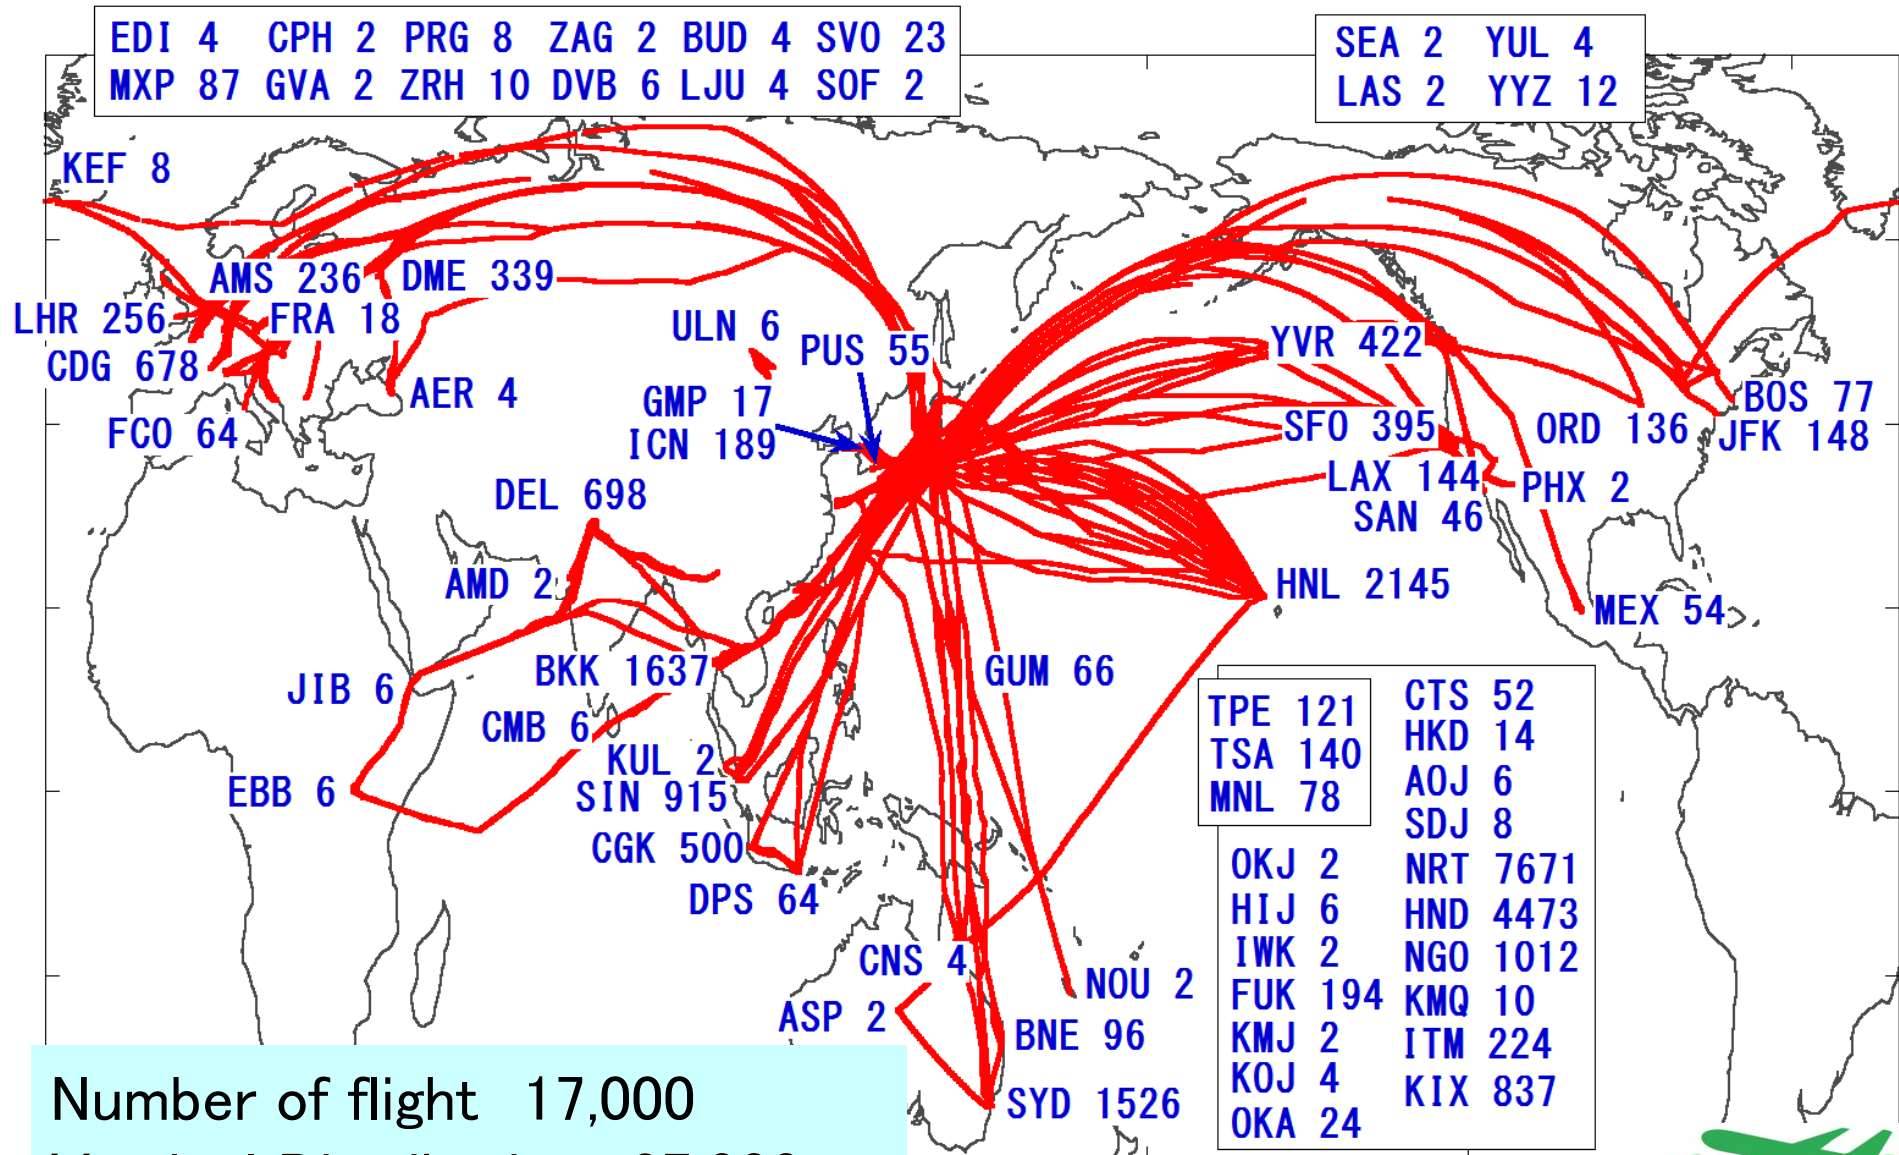 EDI 4 CPH 2 PRG 8 ZAG 2 BUD 4 SVO 23
MXP 87 GVA 2 ZRH 10 DVB 6 LJU 4 SOF 2
SEA 2 YUL 4
LAS 2 YYZ 12
KEF 8
AMS 236
DME 339
LHR 256
FRA 18
CDG 678
AER 4
FCO 64
ULN 6
PUS 55
GMP 17
ICN 189
YVR 422
SFO 395
ORD 136
BOS 77
JFK 148
LAX 144
PHX 2
SAN 46
DEL 698
AMD 2
HNL 2145
MEX 54
JIB 6
BKK 1637
GUM 66
CMB 6
KUL 2
EBB 6
SIN 915
CGK 500
DPS 64
CNS 4
NOU 2
ASP 2
BNE 96
SYD 1526
TPE 121
TSA 140
MNL 78
CTS 52
HKD 14
AOJ 6
SDJ 8
OKJ 2
NRT 7671
HIJ 6
HND 4473
IWK 2
NGO 1012
FUK 194
KMQ 10
KMJ 2
ITM 224
KOJ 4
KIX 837
OKA 24
Number of flight 17,000